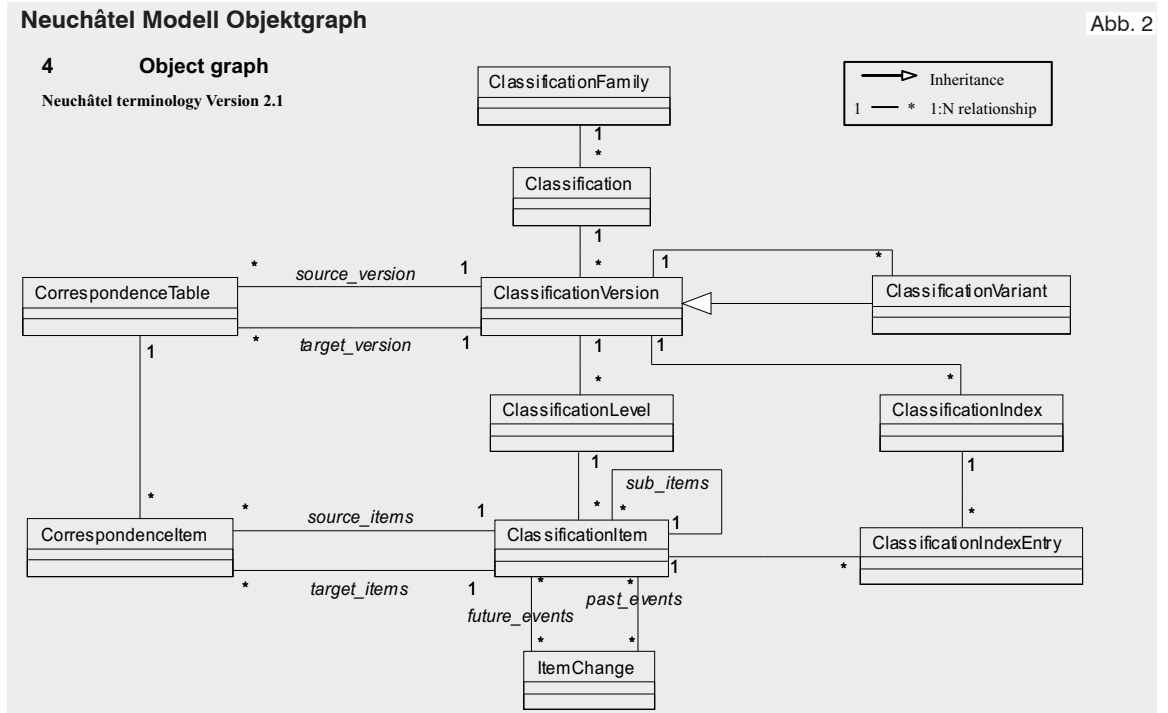 Neuchâtel Modell Objektgraph
Abb. 2
4 Object graph
Neuchâtel terminology Version 2.1
Inheritance
1 * 1:N relationship
ClassificationFamily
1
*
Classification
1
*
1
*
* source_version 1
CorrespondenceTable
ClassificationVersion
ClassificationVariant
* target_version 1
1
1
1
*
*
ClassificationLevel
ClassificationIndex
1
1
sub_items
*
* *
*
* source_items 1
1
CorrespondenceItem
ClassificationItem
ClassificationIndexEntry
1
*
* target_items 1
* *
past_events
future_events
* *
ItemChange